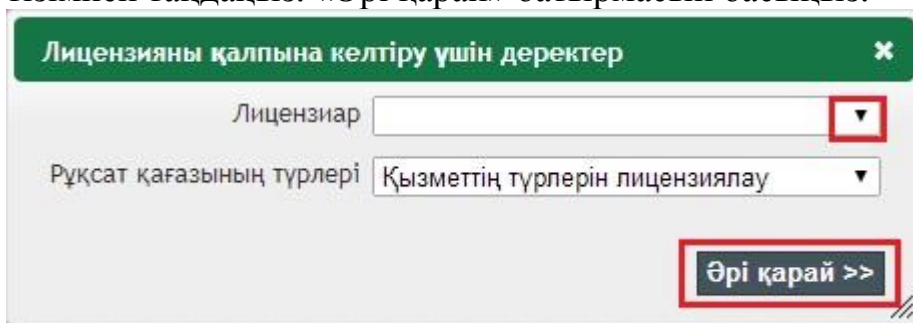 Лицензияны қалпына келтіру үшін деректер
Лицензиар
Рұқсат қағазының түрлері Қызметтің түрлерін лицензиялау
Әрі қарай >>